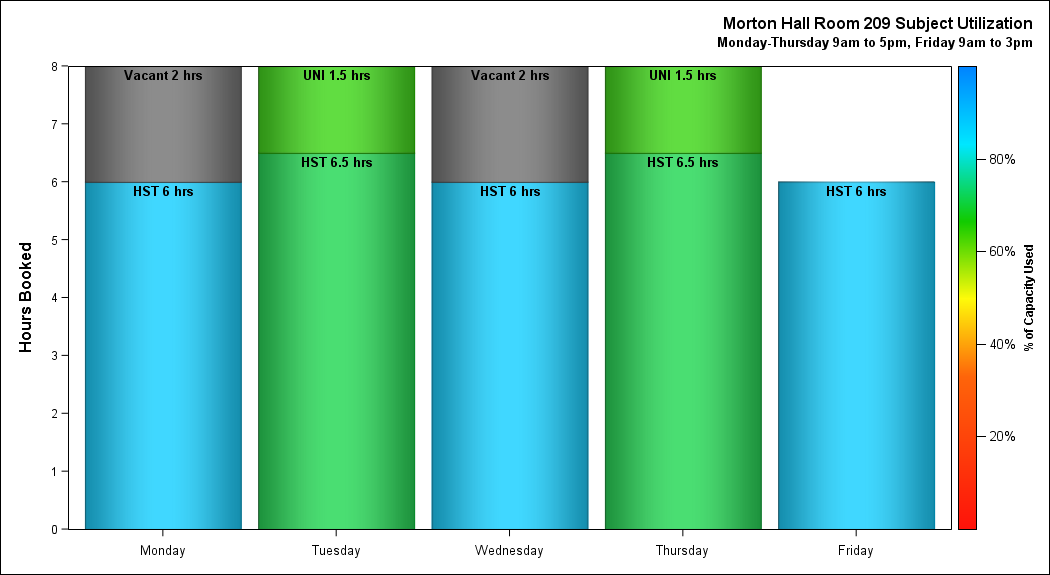 Morton Hall Room 209 Subject Utilization
Monday-Thursday 9am to 5pm, Friday 9am to 3pm
Hours Booked
8
7
6
5
4
3
2
1
0
Vacant 2 hrs
HST 6 hrs
UNI 1.5 hrs
HST 6.5 hrs
Vacant 2 hrs
HST 6 hrs
UNI 1.5 hrs
HST 6.5 hrs
HST 6 hrs
Monday
Tuesday
Wednesday
Thursday
Friday
80%
60%
40%
20%
% of Capacity Used